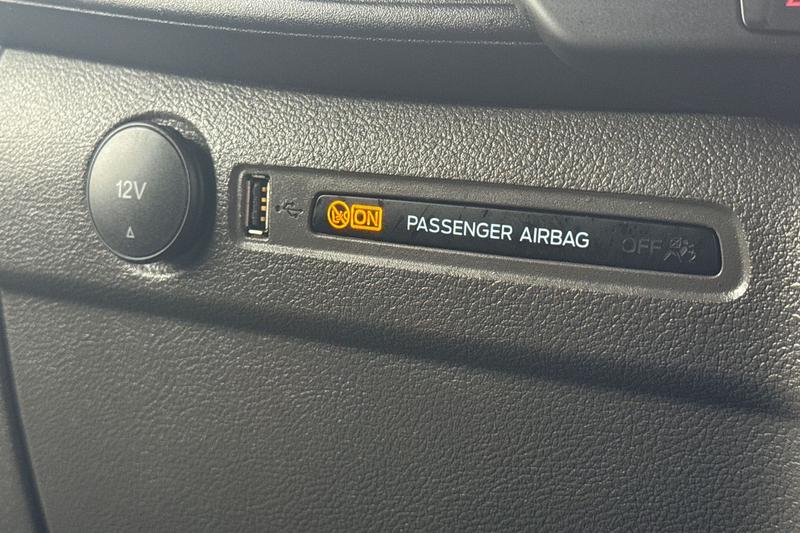 12V
ON PASSENGER AIRBAG OFF